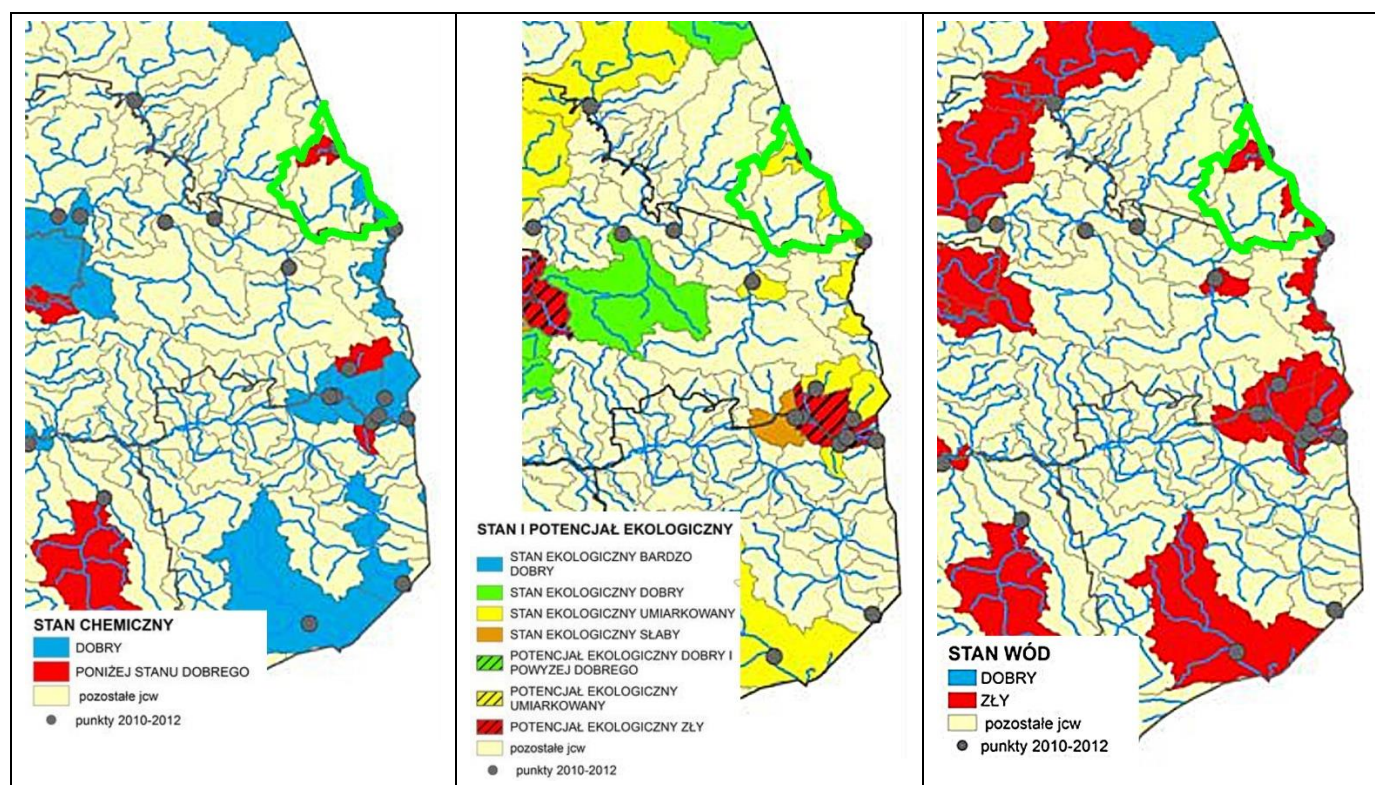 STAN CHEMICZNY
DOBRY
PONIŻEJ STANU DOBREGO
pozostałe jcw
punkty 2010-2012
STAN I POTENCJAŁ EKOLOGICZNY
STAN EKOLOGICZNY BARDZO
DOBRY
STAN EKOLOGICZNY DOBRY
STAN EKOLOGICZNY UMIARKOWANY
STAN EKOLOGICZNY SŁABY
POTENCJAŁ EKOLOGICZNY DOBRY I
POWYZEJ DOBREGO
POTENCJAŁ EKOLOGICZNY
UMIARKOWANY
POTENCJAŁ EKOLOGICZNY ZŁY
pozostałe jcw
punkty 2010-2012
STAN WÓD
DOBRY
ZŁY
pozostałe jcw
punkty 2010-2012